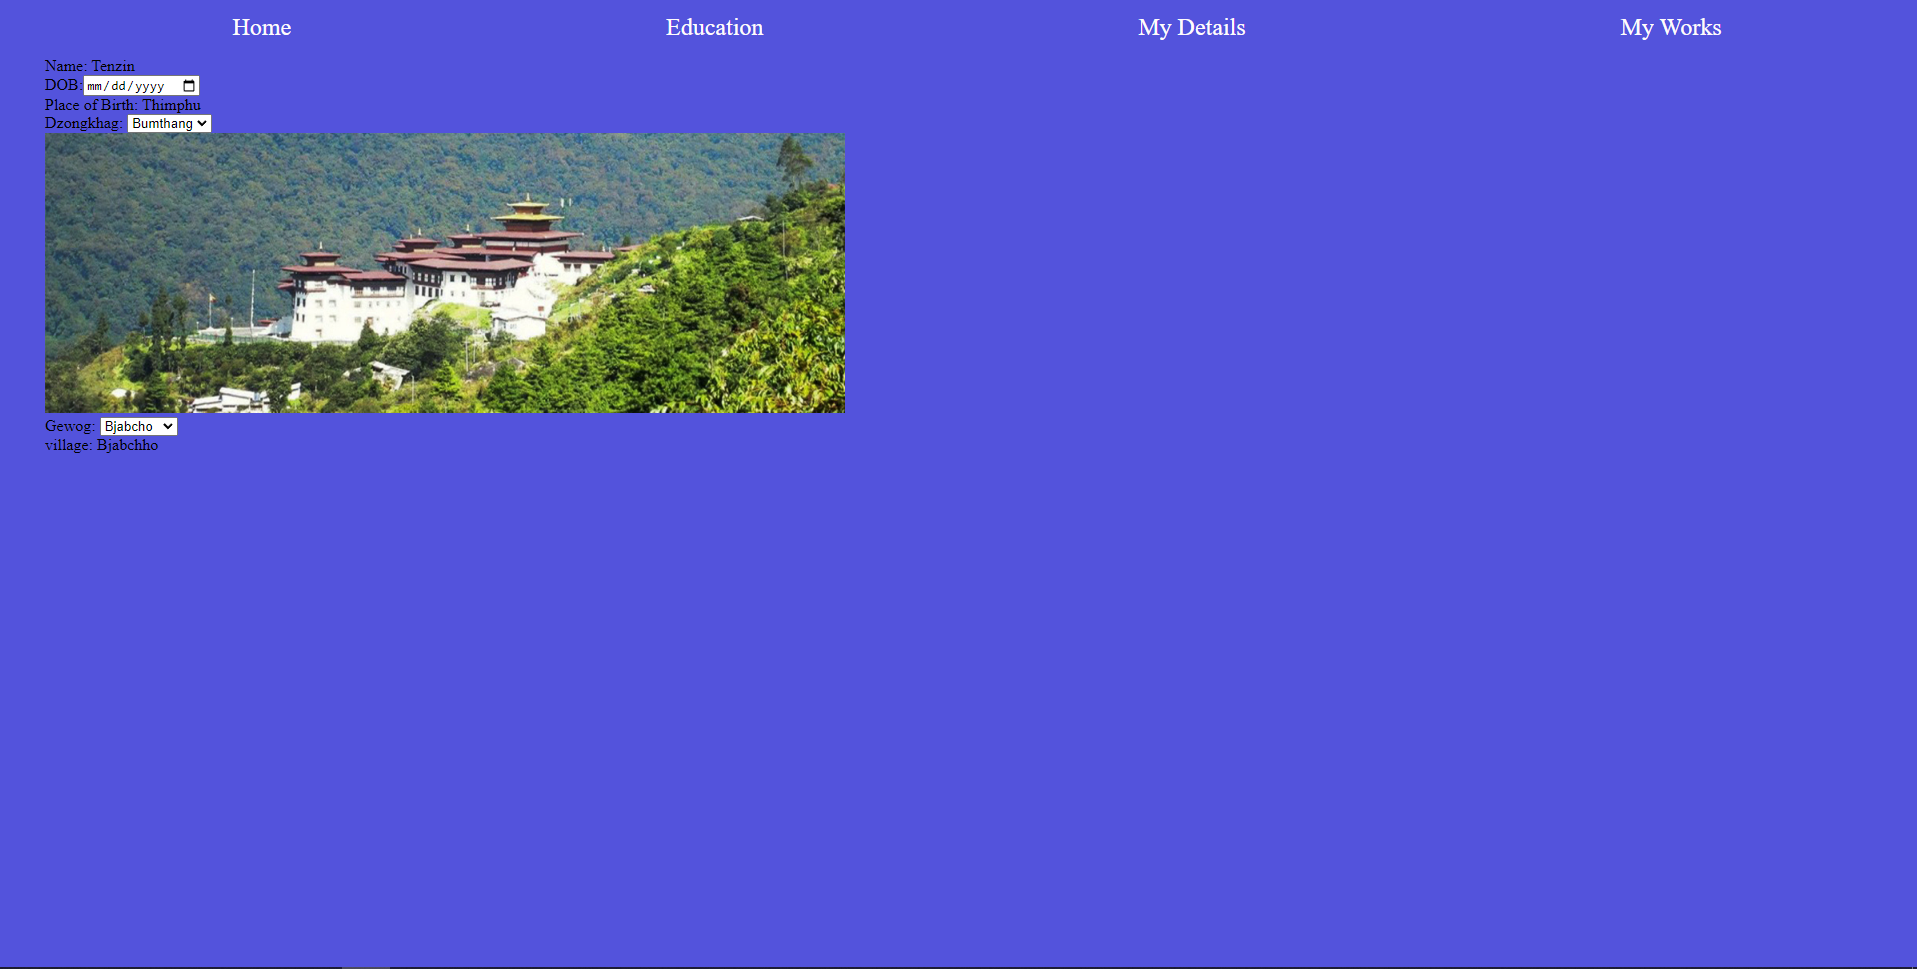 Home Education My Details My Works
Name: Tenzin
DOB: mm/dd/yyyy
Place of Birth: Thimphu
Dzongkhag: Bumthang
Gewog: Bjabcho
village: Bjabchho